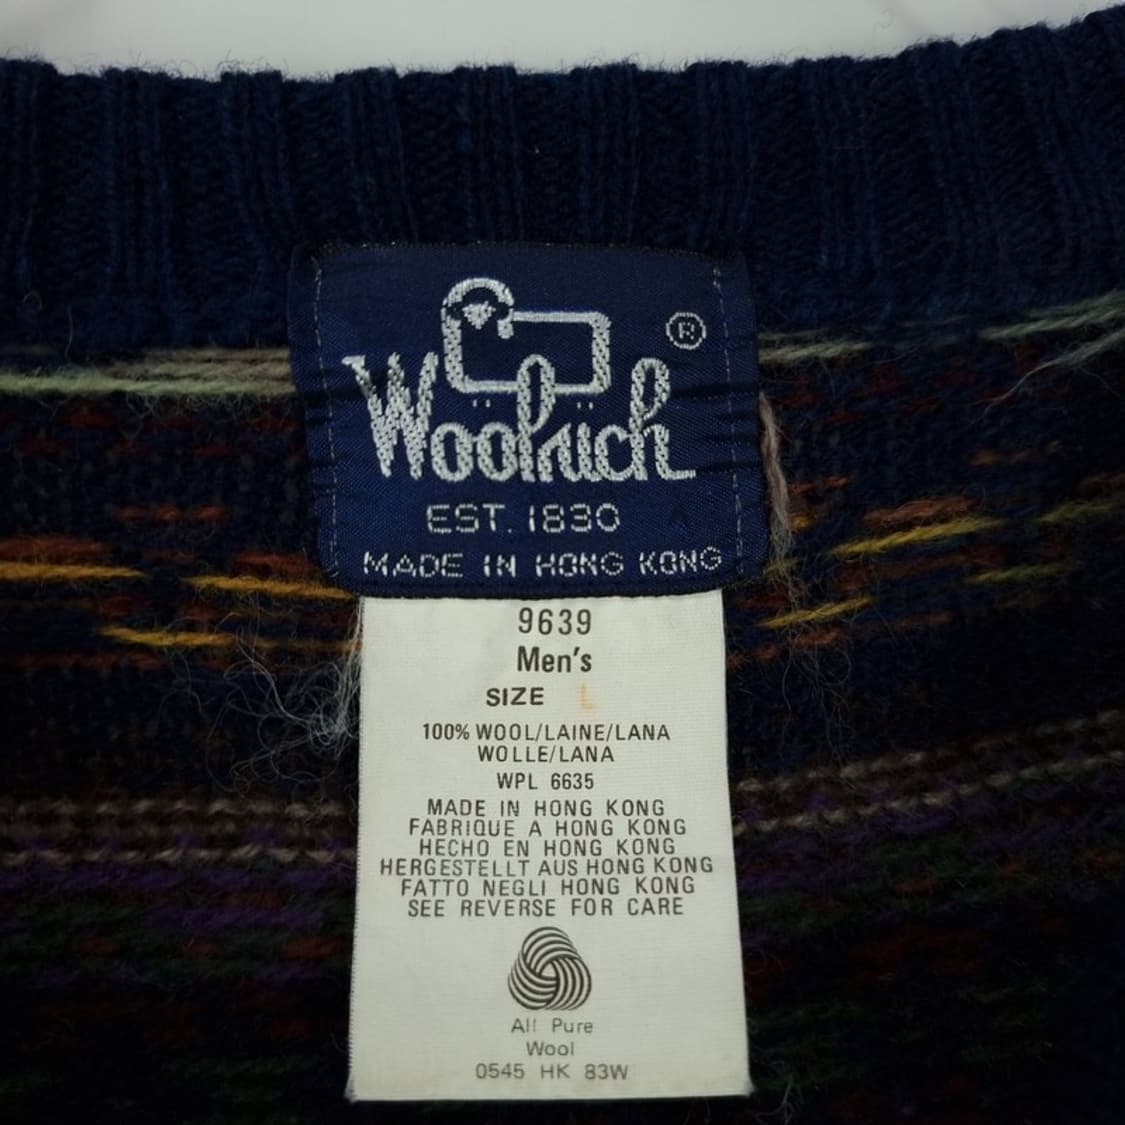 ®
Woolrich
EST. 1830
MADE IN HONG KONG
9639
Men's
SIZE L
100% WOOL/LAINE/LANA
WOLLE/LANA
WPL 6635
MADE IN HONG KONG
FABRIQUE A HONG KONG
HECHO EN HONG KONG
HERGESTELLT AUS HONG KONG
FATTO NEGLI HONG KONG
SEE REVERSE FOR CARE
All Pure
Wool
0545 HK 83W